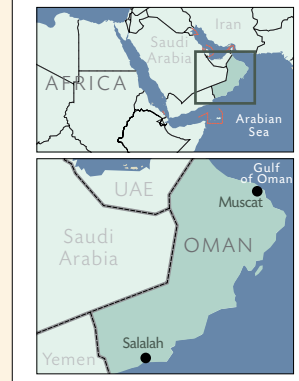 Iran
Saudi
Arabia
AFRICA
Arabian
Sea
Gulf
of Oman
UAE
Muscat
Saudi
Arabia
OMAN
Salalah
Yemen